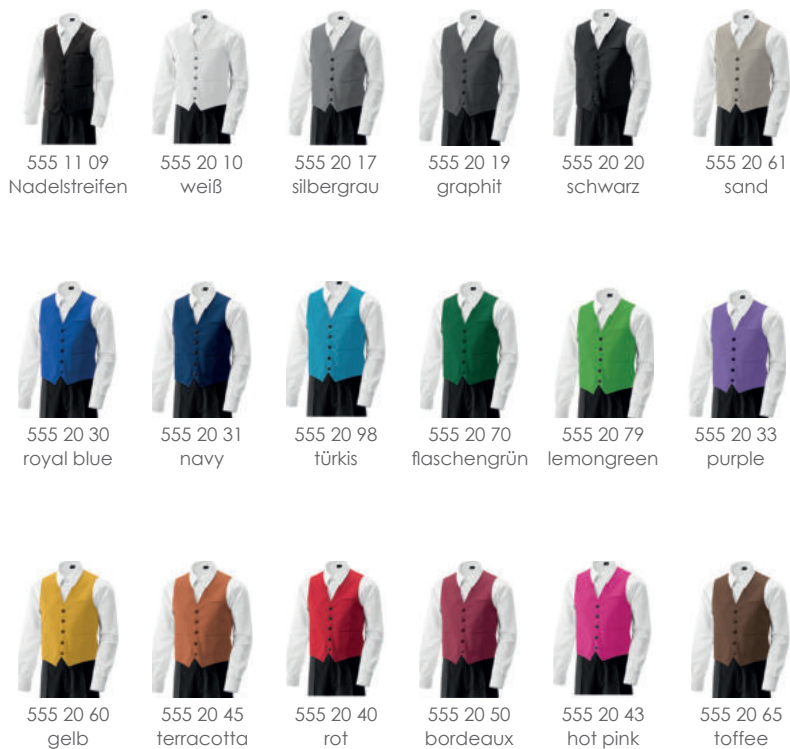 555 11 09
Nadelstreifen
555 20 10
weiß
555 20 17
silbergrau
555 20 19
graphit
555 20 20
schwarz
555 20 61
sand
555 20 30
royal blue
555 20 31
navy
555 20 98
türkis
555 20 70
flaschengrün
555 20 79
lemongreen
555 20 33
purple
555 20 60
gelb
555 20 45
terracotta
555 20 40
rot
555 20 50
bordeaux
555 20 43
hot pink
555 20 65
toffee